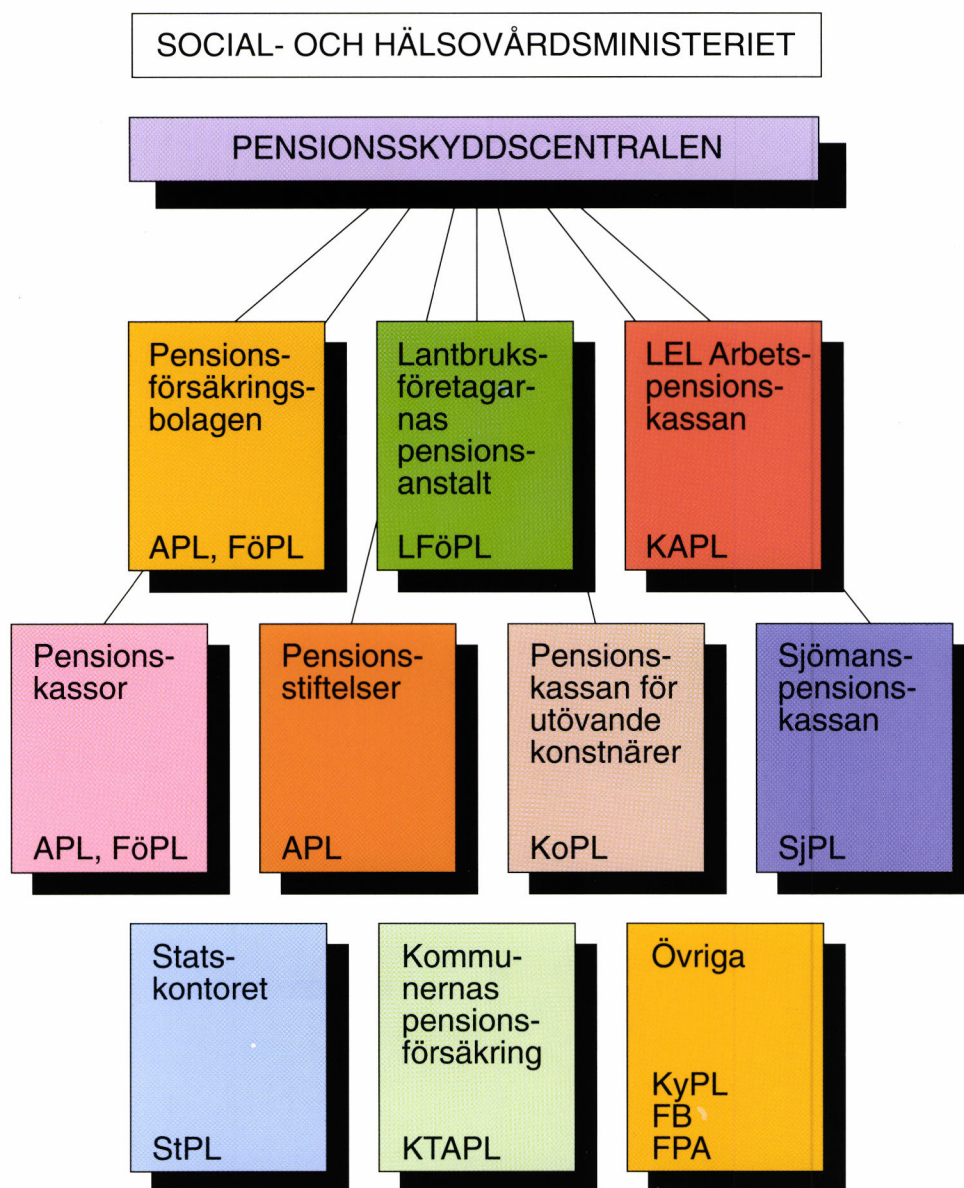 SOCIAL- OCH HÄLSOVÅRDSMINISTERIET
PENSIONSSKYDDSCENTRALEN
Pensions-
försäkrings-
bolagen
APL, FöPL
Lantbruks-
företagar-
nas
pensions-
anstalt
LFöPL
LEL Arbets-
pensions-
kassan
KAPL
Pensions-
kassor
APL, FöPL
Pensions-
stiftelser
APL
Pensions-
kassan för
utövande
konstnärer
KoPL
Sjömans-
pensions-
kassan
SjPL
Stats-
kontoret
StPL
Kommu-
nernas
pensions-
försäkring
KTAPL
Övriga
KyPL
FB
FPA